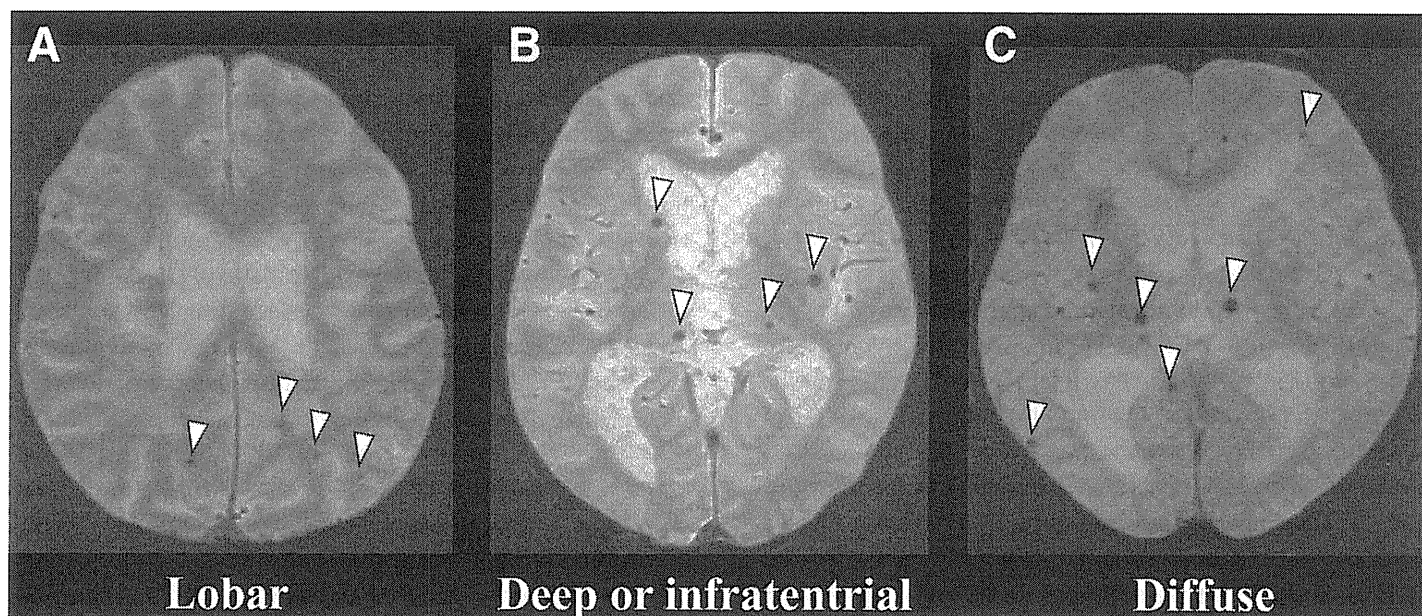 A
B
C
Lobar
Deep or infratentrial
Diffuse